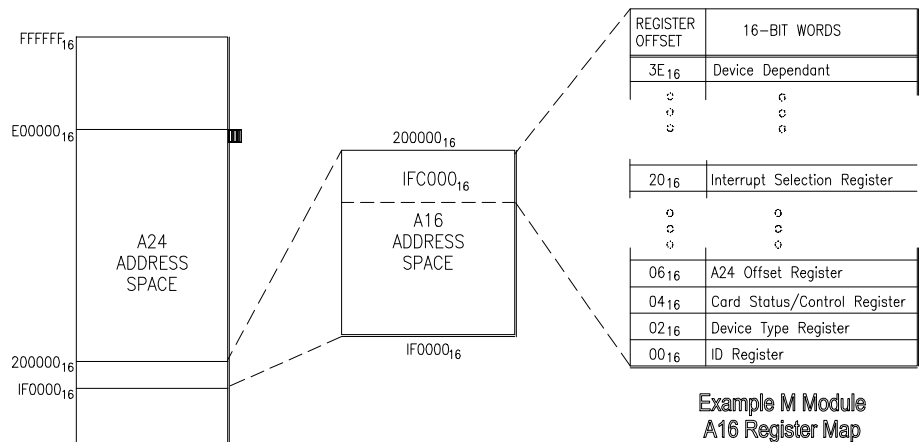 FFFFFF16
E0000016
A24
ADDRESS
SPACE
20000016
IF000016
20000016
IFC00016
A16
ADDRESS
SPACE
IF000016
REGISTER OFFSET 16-BIT WORDS
3E16 Device Dependant
2016 Interrupt Selection Register
0616 A24 Offset Register
0416 Card Status/Control Register
0216 Device Type Register
0016 ID Register
Example M Module
A16 Register Map